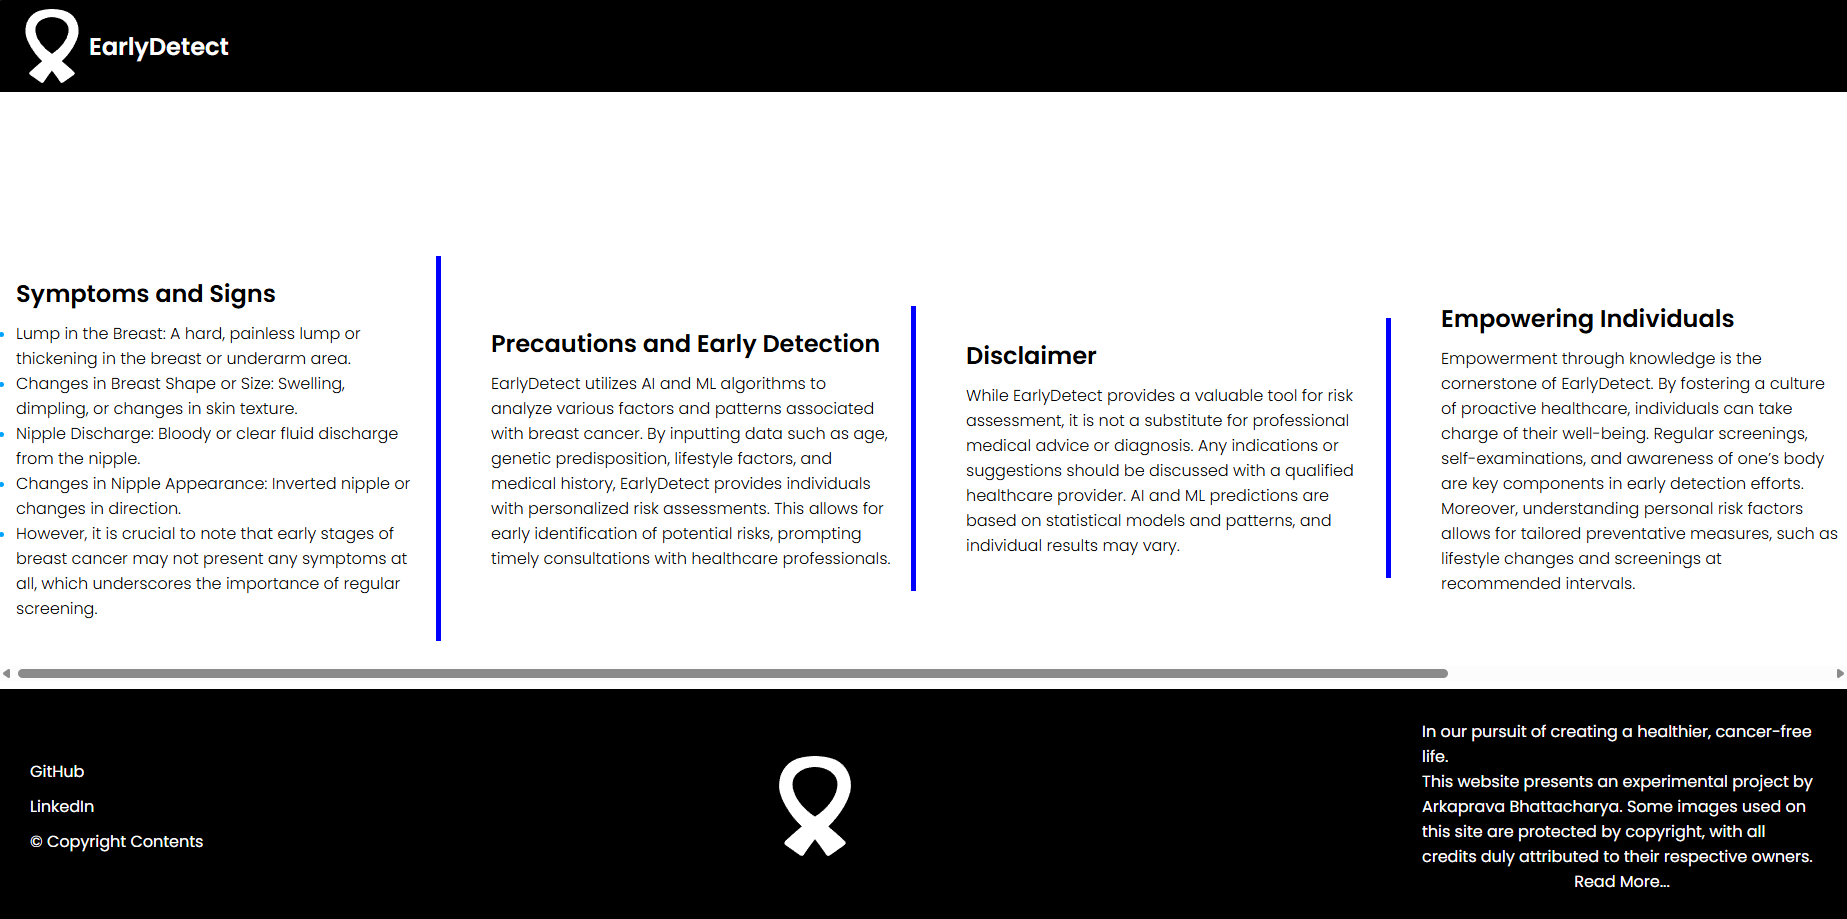 EarlyDetect
Symptoms and Signs
Lump in the Breast: A hard, painless lump or
thickening in the breast or underarm area.
Changes in Breast Shape or Size: Swelling,
dimpling, or changes in skin texture.
Nipple Discharge: Bloody or clear fluid discharge
from the nipple.
Changes in Nipple Appearance: Inverted nipple or
changes in direction.
However, it is crucial to note that early stages of
breast cancer may not present any symptoms at
all, which underscores the importance of regular
screening.
Precautions and Early Detection
EarlyDetect utilizes AI and ML algorithms to
analyze various factors and patterns associated
with breast cancer. By inputting data such as age,
genetic predisposition, lifestyle factors, and
medical history, EarlyDetect provides individuals
with personalized risk assessments. This allows for
early identification of potential risks, prompting
timely consultations with healthcare professionals.
Disclaimer
While EarlyDetect provides a valuable tool for risk
assessment, it is not a substitute for professional
medical advice or diagnosis. Any indications or
suggestions should be discussed with a qualified
healthcare provider. AI and ML predictions are
based on statistical models and patterns, and
individual results may vary.
Empowering Individuals
Empowerment through knowledge is the
cornerstone of EarlyDetect. By fostering a culture
of proactive healthcare, individuals can take
charge of their well-being. Regular screenings,
self-examinations, and awareness of one’s body
are key components in early detection efforts.
Moreover, understanding personal risk factors
allows for tailored preventative measures, such as
lifestyle changes and screenings at
recommended intervals.
GitHub
LinkedIn
© Copyright Contents
In our pursuit of creating a healthier, cancer-free
life.
This website presents an experimental project by
Arkaprava Bhattacharya. Some images used on
this site are protected by copyright, with all
credits duly attributed to their respective owners.
Read More...